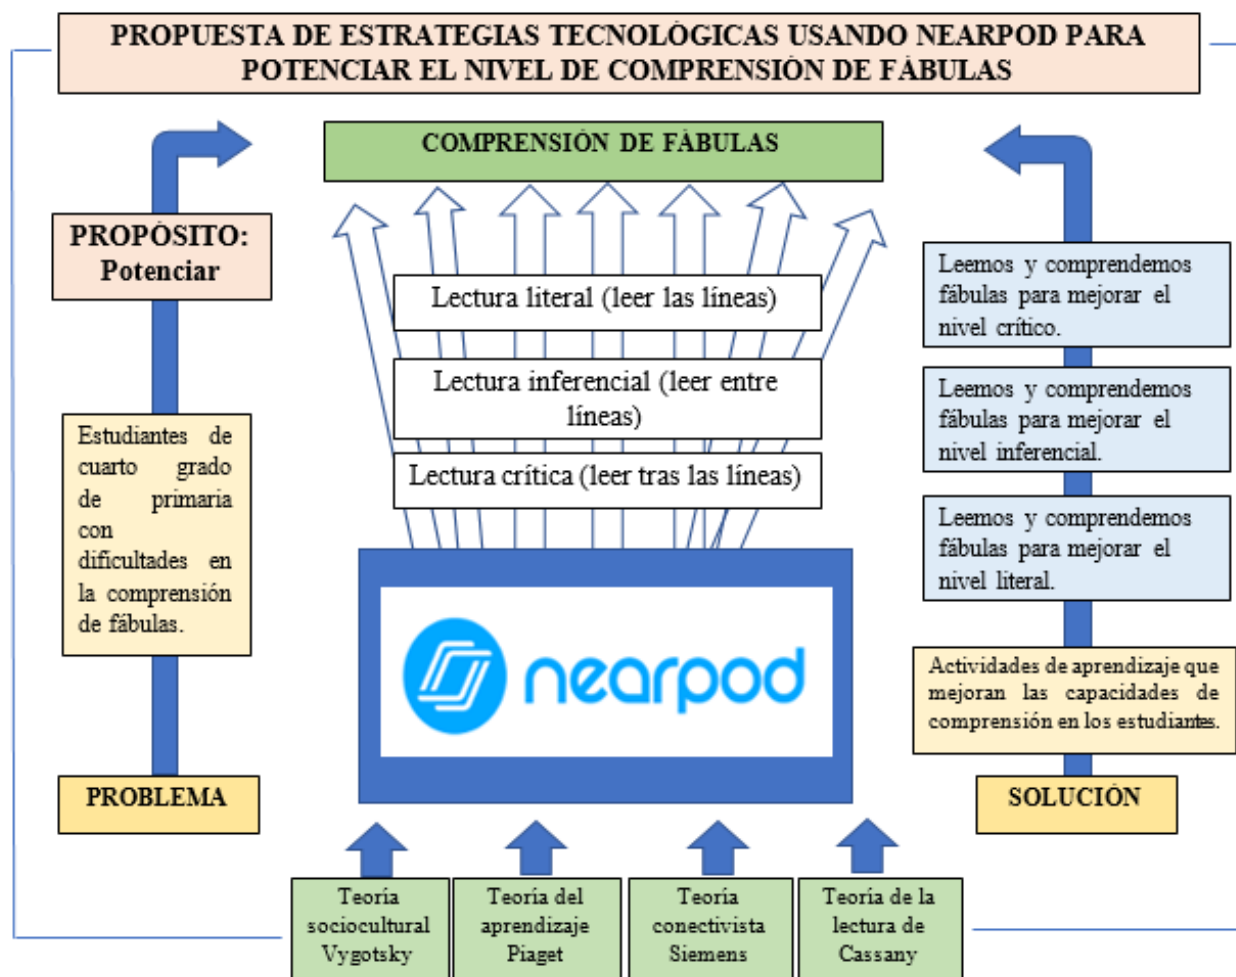 PROPUESTA DE ESTRATEGIAS TECNOLÓGICAS USANDO NEARPOD PARA
POTENCIAR EL NIVEL DE COMPRENSIÓN DE FÁBULAS
COMPRENSIÓN DE FÁBULAS
PROPÓSITO:
Potenciar
Estudiantes de
cuarto grado
de primaria
con
dificultades en
la comprensión
de fábulas.
PROBLEMA
Lectura literal (leer las líneas)
Lectura inferencial (leer entre
líneas)
Lectura crítica (leer tras las líneas)
nearpod
Leemos y comprendemos
fábulas para mejorar el
nivel crítico.
Leemos y comprendemos
fábulas para mejorar el
nivel inferencial.
Leemos y comprendemos
fábulas para mejorar el
nivel literal.
Actividades de aprendizaje que
mejoran las capacidades de
comprensión en los estudiantes.
SOLUCIÓN
Teoría
sociocultural
Vygotsky
Teoría del
aprendizaje
Piaget
Teoría
conectivista
Siemens
Teoría de la
lectura de
Cassany